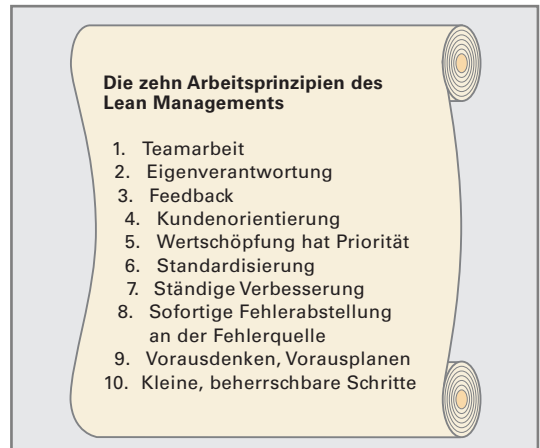 Die zehn Arbeitsprinzipien des
Lean Managements
1. Teamarbeit
2. Eigenverantwortung
3. Feedback
4. Kundenorientierung
5. Wertschöpfung hat Priorität
6. Standardisierung
7. Ständige Verbesserung
8. Sofortige Fehlerabstellung
an der Fehlerquelle
9. Vorausdenken, Vorausplanen
10. Kleine, beherrschbare Schritte